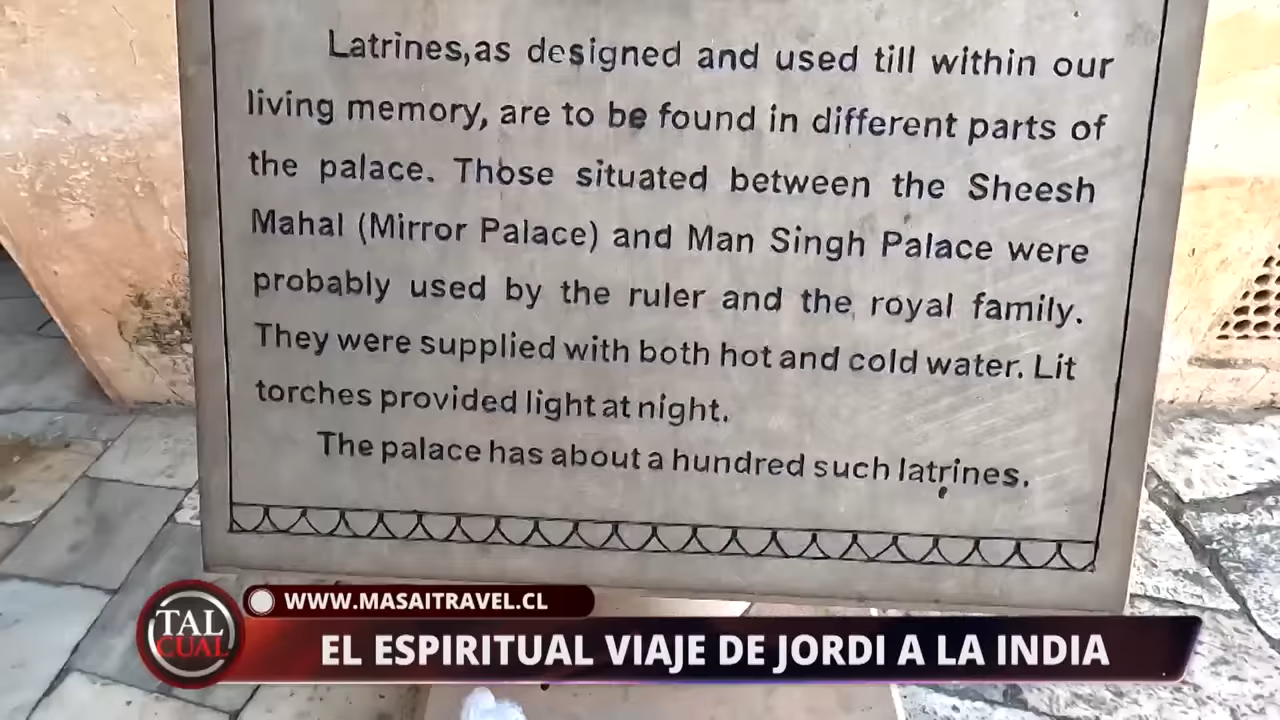 Latrines,as designed and used till within our
living memory, are to be found in different parts of
the palace. Those situated between the Sheesh
Mahal (Mirror Palace) and Man Singh Palace were
probably used by the ruler and the royal family.
They were supplied with both hot and cold water. Lit
torches provided light at night.
The palace has about a hundred such latrines.
WWW.MASAITRAVEL.CL
TAL
CUAL
EL ESPIRITUAL VIAJE DE JORDI A LA INDIA